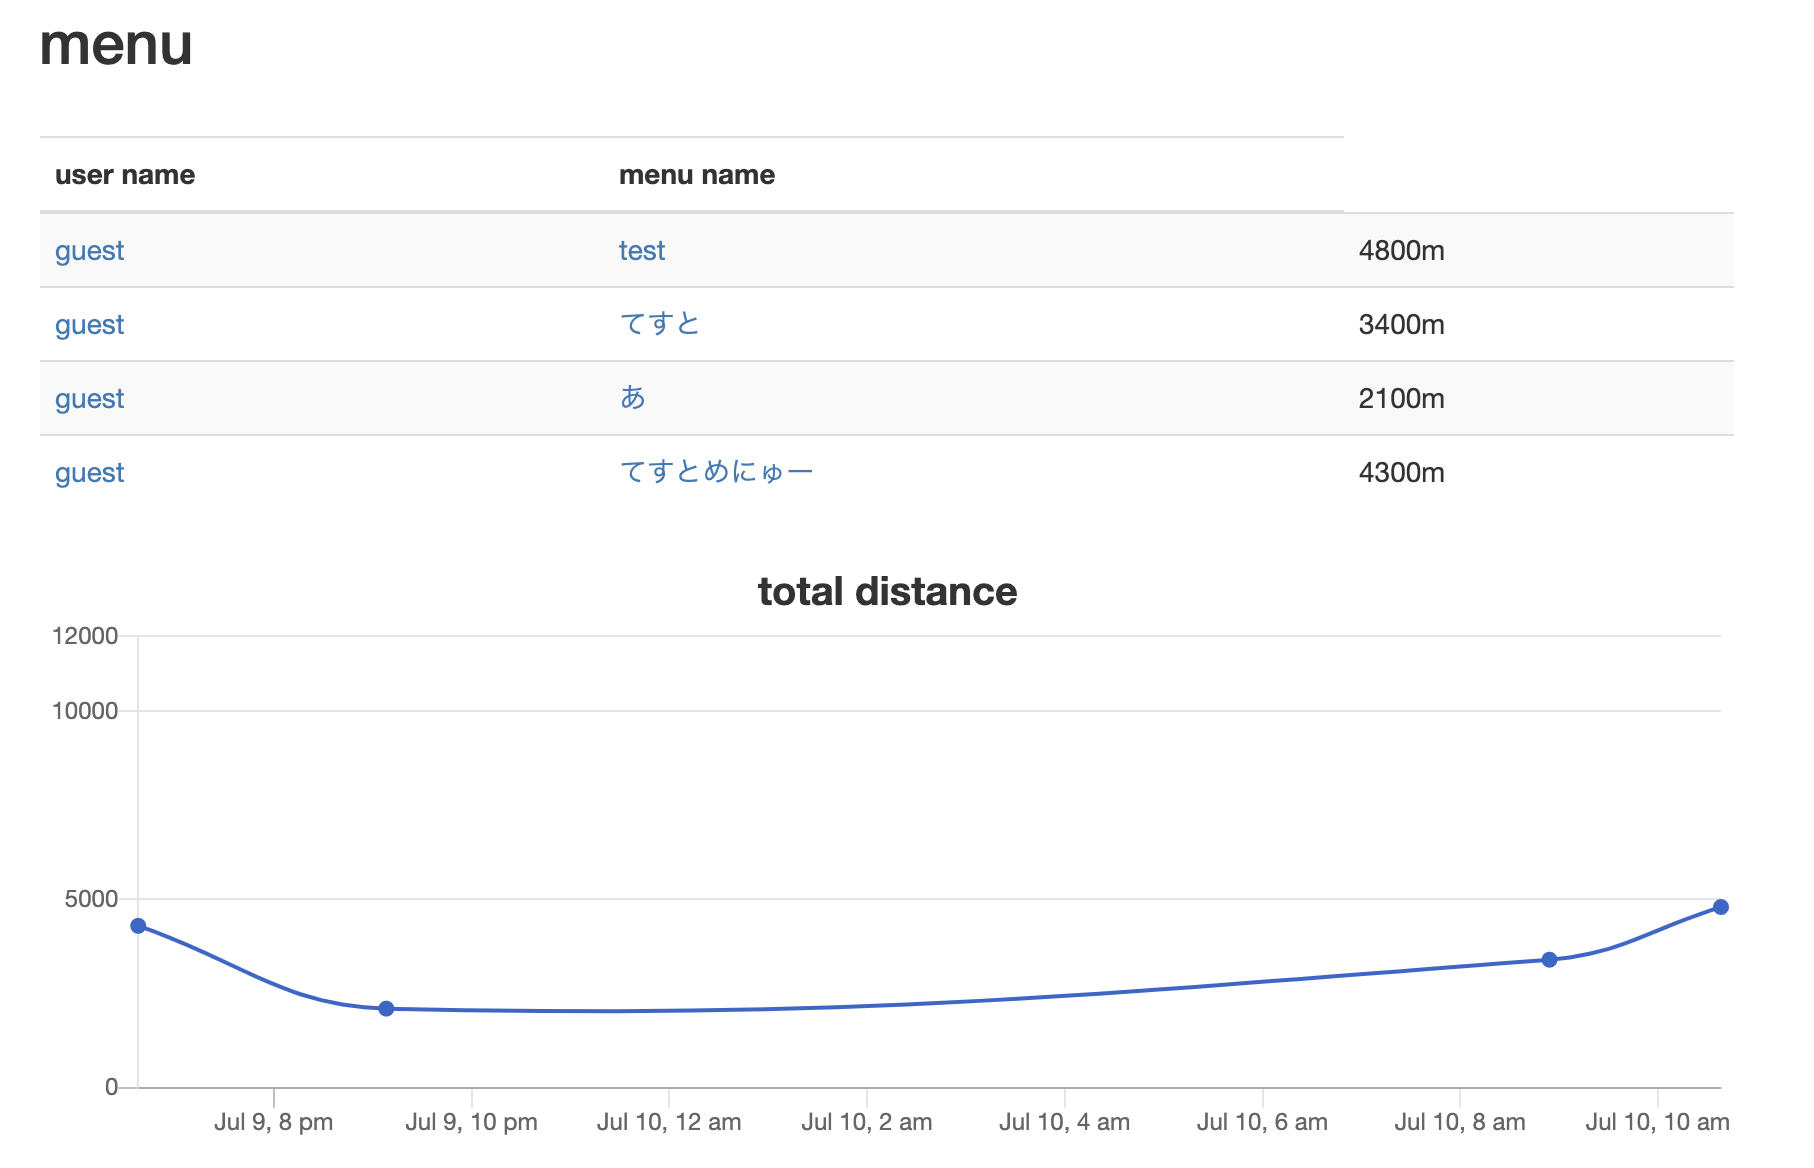 menu
user name menu name
guest test 4800m
guest てすと 3400m
guest あ 2100m
guest てすとめにゅー 4300m
total distance
12000
10000
5000
0
Jul 9, 8 pm Jul 9, 10 pm Jul 10, 12 am Jul 10, 2 am Jul 10, 4 am Jul 10, 6 am Jul 10, 8 am Jul 10, 10 am